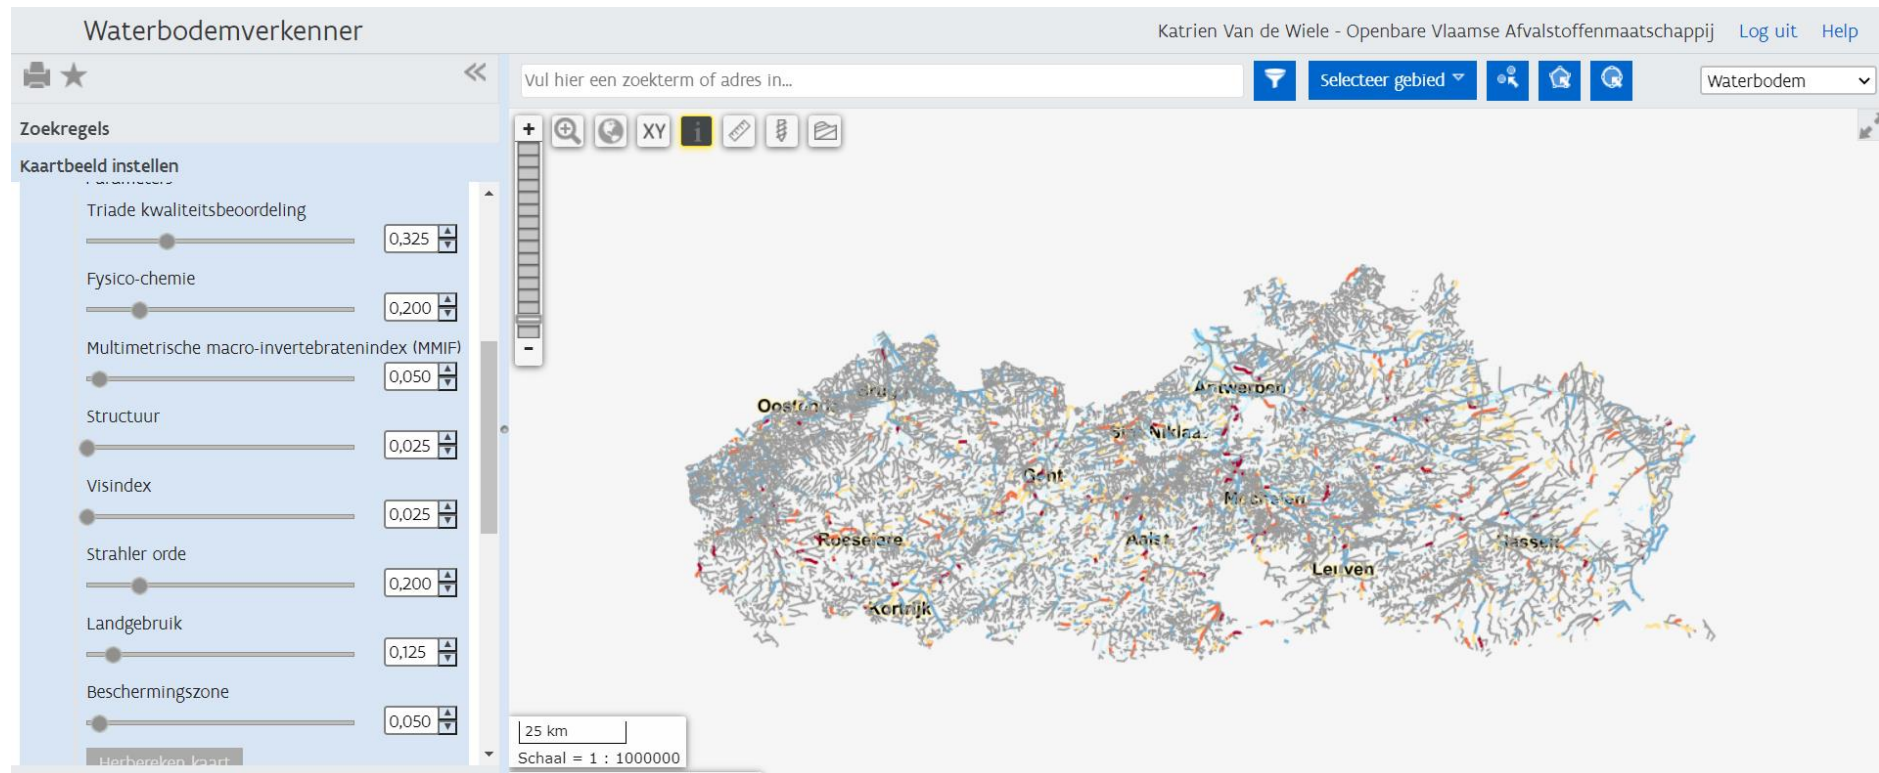 Waterbodemverkenner
Katrien Van de Wiele - Openbare Vlaamse Afvalstoffenmaatschappij Log uit Help
Vul hier een zoekterm of adres in...
Selecteer gebied
Waterbodem
Zoekregels
Kaartbeeld instellen
Parameters
Triade kwaliteitsbeoordeling
0,325
Fysico-chemie
0,200
Multimetrische macro-invertebratenindex (MMIF)
0,050
Structuur
0,025
Visindex
0,025
Strahler orde
0,200
Landgebruik
0,125
Beschermingszone
0,050
Herbereken kaart
+
XY
i
-
Antwerpen
Gent
Roeselare
Aalst
Leuven
Kortrijk
25 km
Schaal = 1 : 1000000